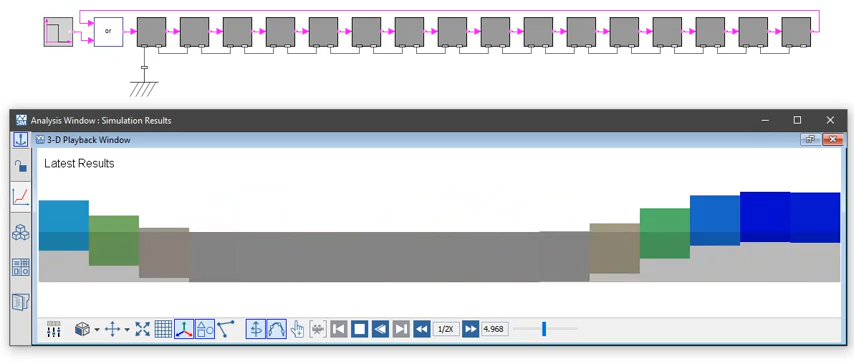 or
Analysis Window : Simulation Results
3-D Playback Window
Latest Results
1/2X
4.968